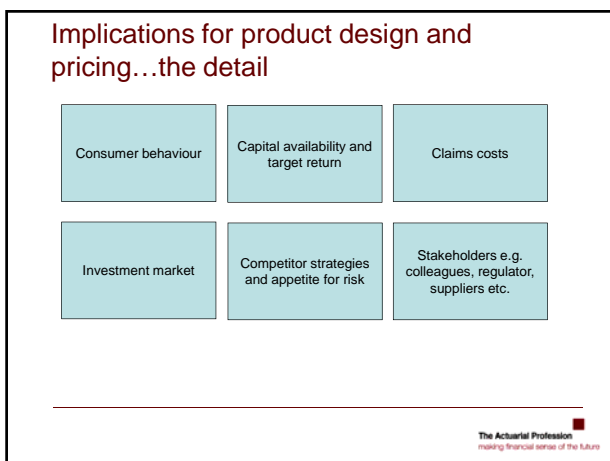 Implications for product design and
pricing…the detail
Consumer behaviour
Capital availability and
target return
Claims costs
Investment market
Competitor strategies
and appetite for risk
Stakeholders e.g.
colleagues, regulator,
suppliers etc.
The Actuarial Profession
making financial sense of the future